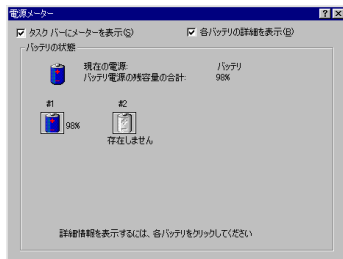 電源メーター
タスク バーにメーターを表示(S)
各バッテリの詳細を表示(B)
バッテリの状態
現在の電源: バッテリ
バッテリ電源の残容量の合計: 98%
#1 #2
98%
存在しません
詳細情報を表示するには、各バッテリをクリックしてください